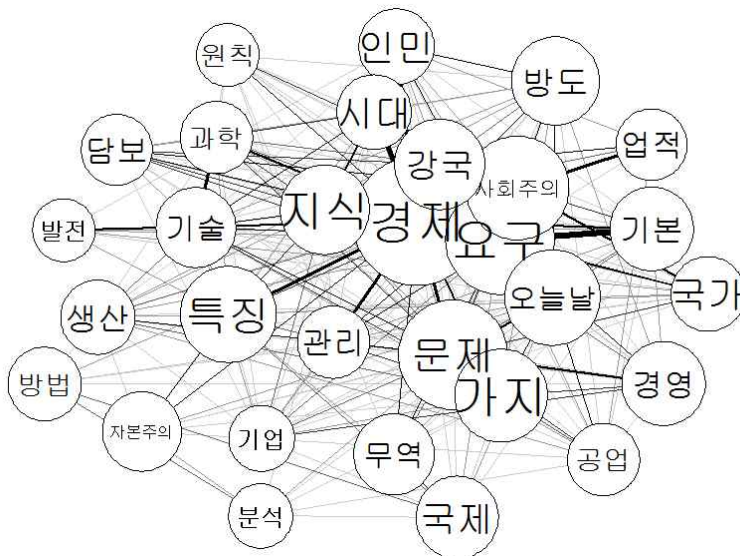 원칙
인민
방도
시대
과학
담보
강국
업적
사회주의
지식
경제
요구
기본
발전
기술
오늘날
국가
생산
특징
관리
문제
방법
가지
경영
자본주의
기업
무역
공업
분석
국제